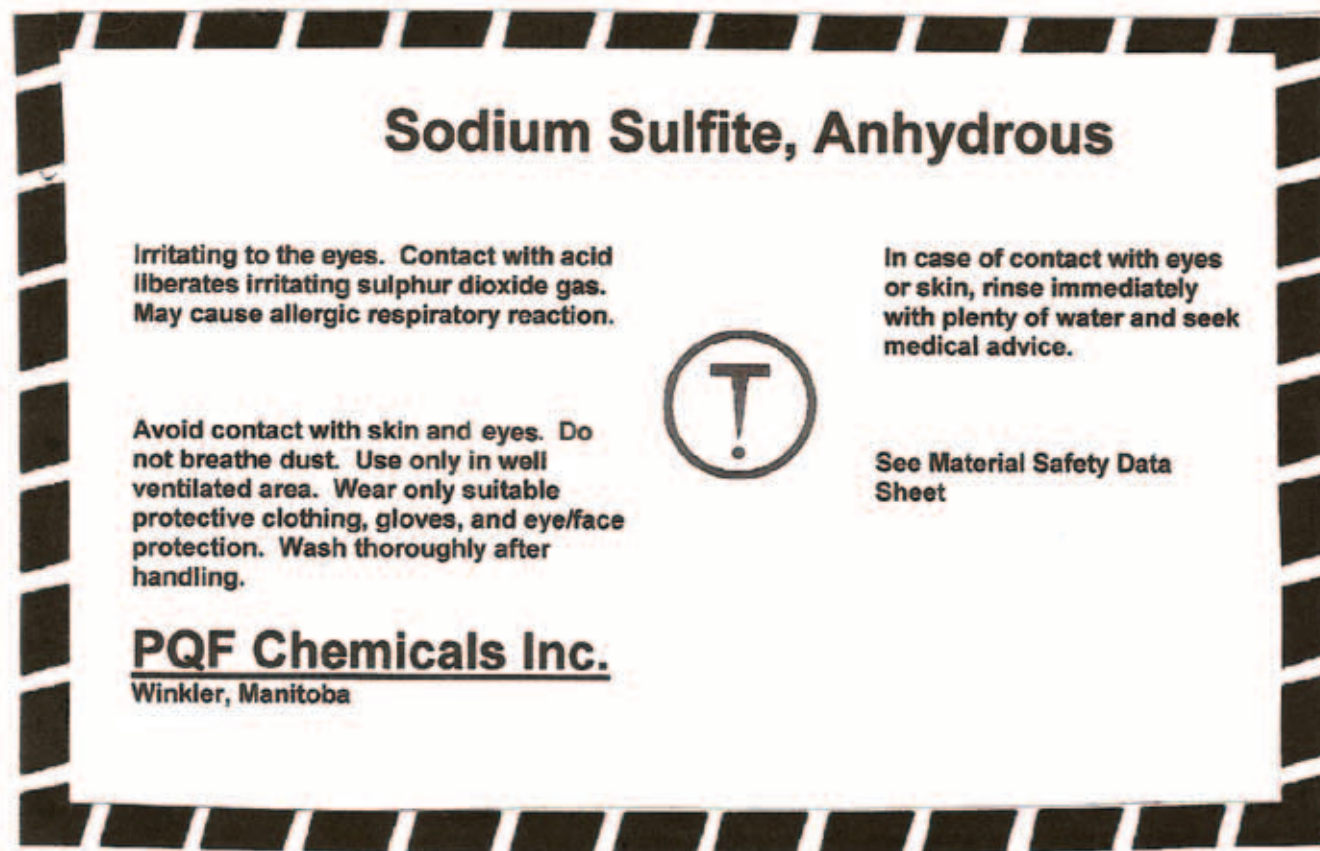 Sodium Sulfite, Anhydrous
Irritating to the eyes. Contact with acid
liberates irritating sulphur dioxide gas.
May cause allergic respiratory reaction.
In case of contact with eyes
or skin, rinse immediately
with plenty of water and seek
medical advice.
T
Avoid contact with skin and eyes. Do
not breathe dust. Use only in well
ventilated area. Wear only suitable
protective clothing, gloves, and eye/face
protection. Wash thoroughly after
handling.
See Material Safety Data
Sheet
PQF Chemicals Inc.
Winkler, Manitoba